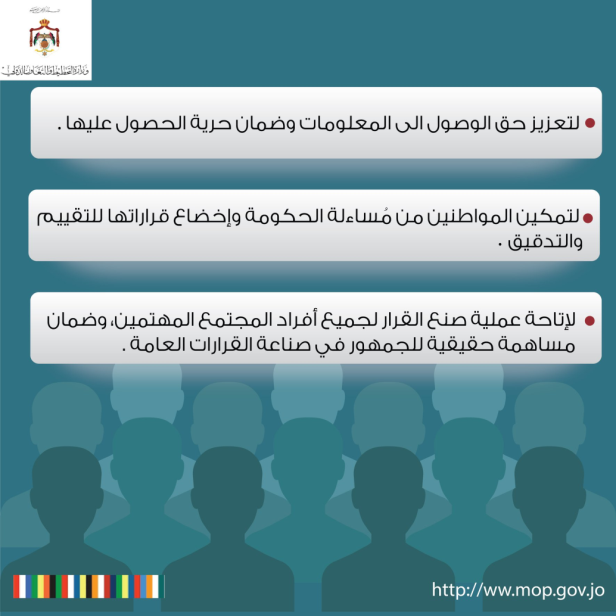 وزارة التخطيط والتعاون الدولي
لتعزيز حق الوصول الى المعلومات وضمان حرية الحصول عليها .
لتمكين المواطنين من مُساءلة الحكومة وإخضاع قراراتها للتقييم
والتدقيق .
لإتاحة عملية صنع القرار لجميع أفراد المجتمع المهتمين، وضمان
مساهمة حقيقية للجمهور في صناعة القرارات العامة .
http://ww.mop.gov.jo